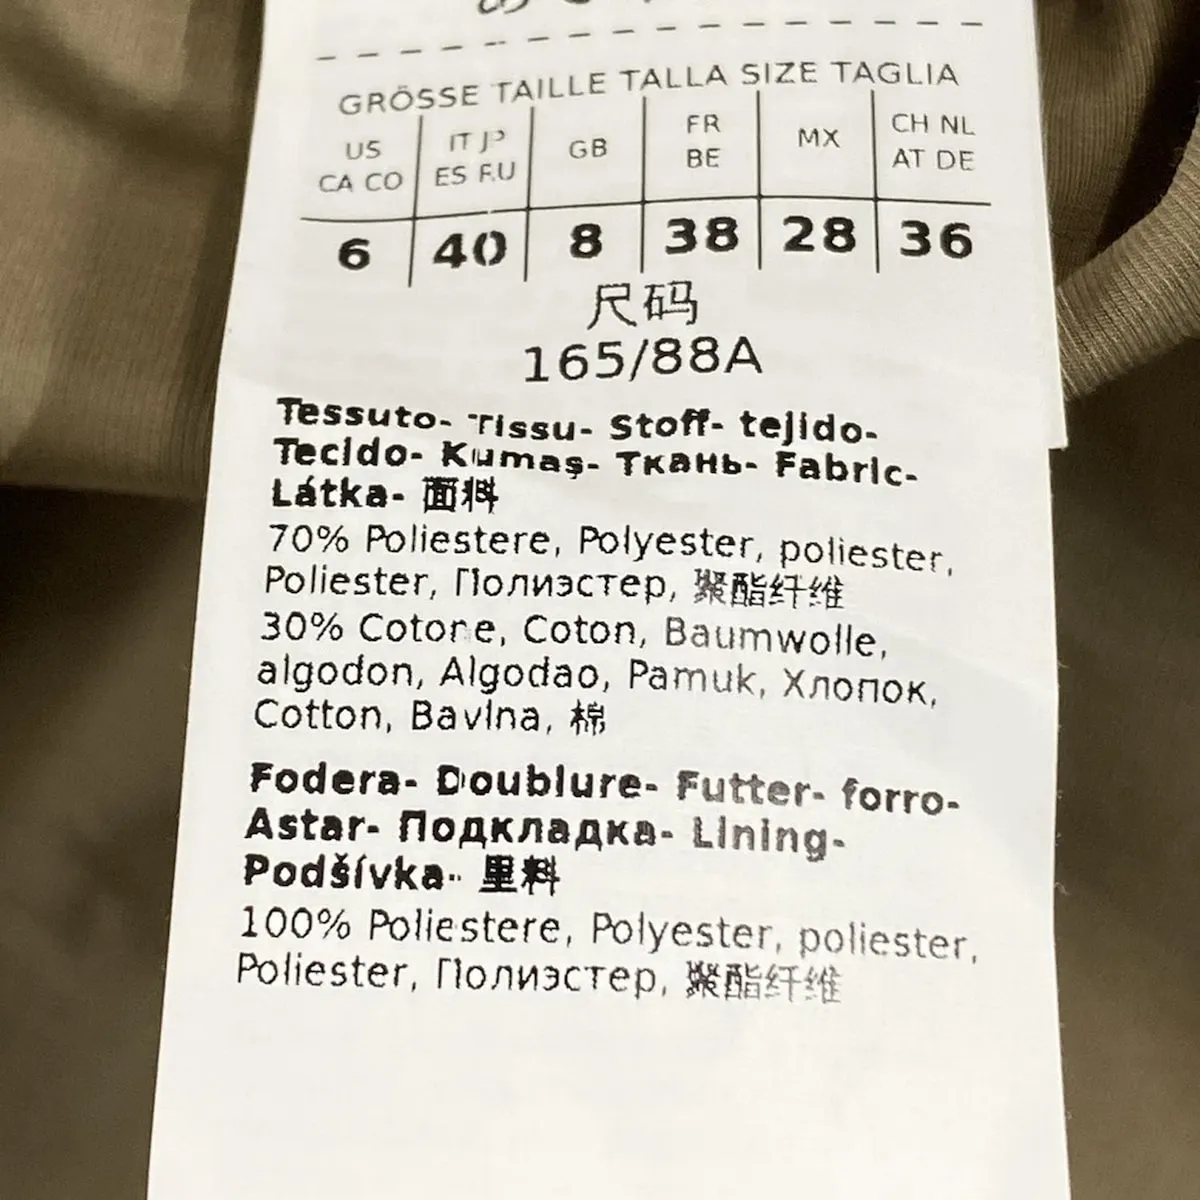 GRÖSSE TAILLE TALLA SIZE TAGLIA
US CA CO
IT JP ES RU
GB
FR BE
MX
CH NL AT DE
6 40 8 38 28 36
尺码
165/88A
Tessuto- Tissu- Stoff- tejido-
Tecido- Kumaş- Ткань- Fabric-
Látka- 面料
70% Poliestere, Polyester, poliester,
Poliester, Полиэстер, 聚酯纤维
30% Cotone, Coton, Baumwolle,
algodon, Algodao, Pamuk, Хлопок,
Cotton, Bavlna, 棉
Fodera- Doublure- Futter- forro-
Astar- Подкладка- Lining-
Podšívka- 里料
100% Poliestere, Polyester, poliester,
Poliester, Полиэстер, 聚酯纤维